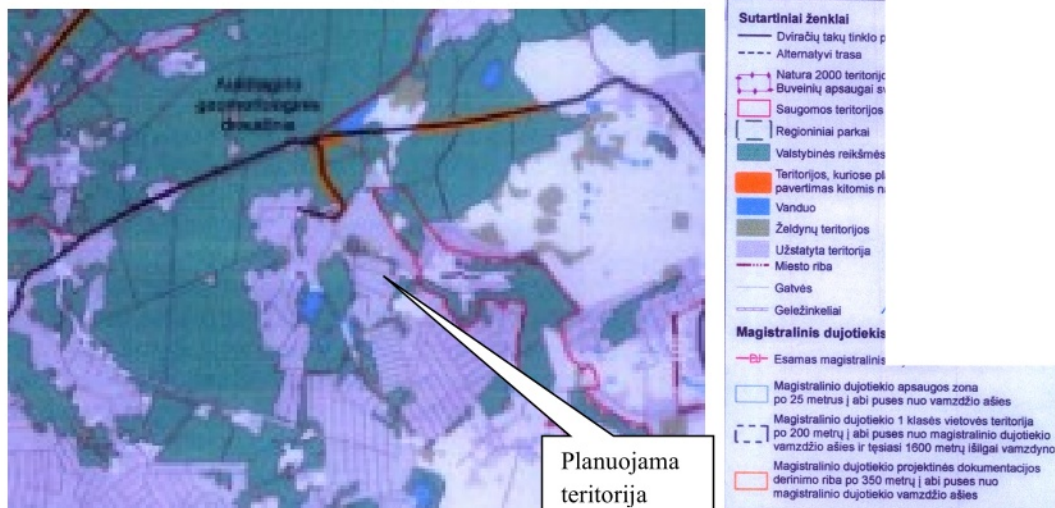 geomorfologinis
draustinis
Planuojama
teritorija
Sutartiniai ženklai
Dviračių takų tinklo p
Alternatyvi trasa
Natura 2000 teritorijo
Buveinių apsaugai sv
Saugomos teritorijos
Regioniniai parkai
Valstybinės reikšmės
Teritorijos, kuriose pl
pavertimas kitomis na
Vanduo
Želdynų teritorijos
Užstatyta teritorija
Miesto riba
Gatvės
Geležinkeliai
Magistralinis dujotiekis
Esamas magistralinis
Magistralinio dujotiekio apsaugos zona
po 25 metrus į abi puses nuo vamzdžio ašies
Magistralinio dujotiekio 1 klasės vietovės teritorija
po 200 metrų į abi puses nuo magistralinio dujotiekio
vamzdžio ašies ir tęsiasi 1600 metrų išilgai vamzdyno
Magistralinio dujotiekio projektinės dokumentacijos
derinimo riba po 350 metrų į abi puses nuo
magistralinio dujotiekio vamzdžio ašies